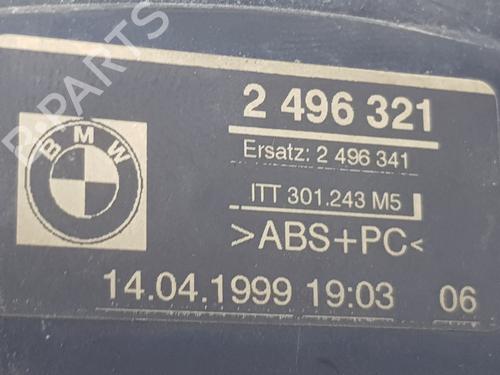 B-PARTS
BMW
2 496 321
Ersatz: 2 496 341
ITT 301.243 M5
>ABS+PC<
14.04.1999 19:03 06